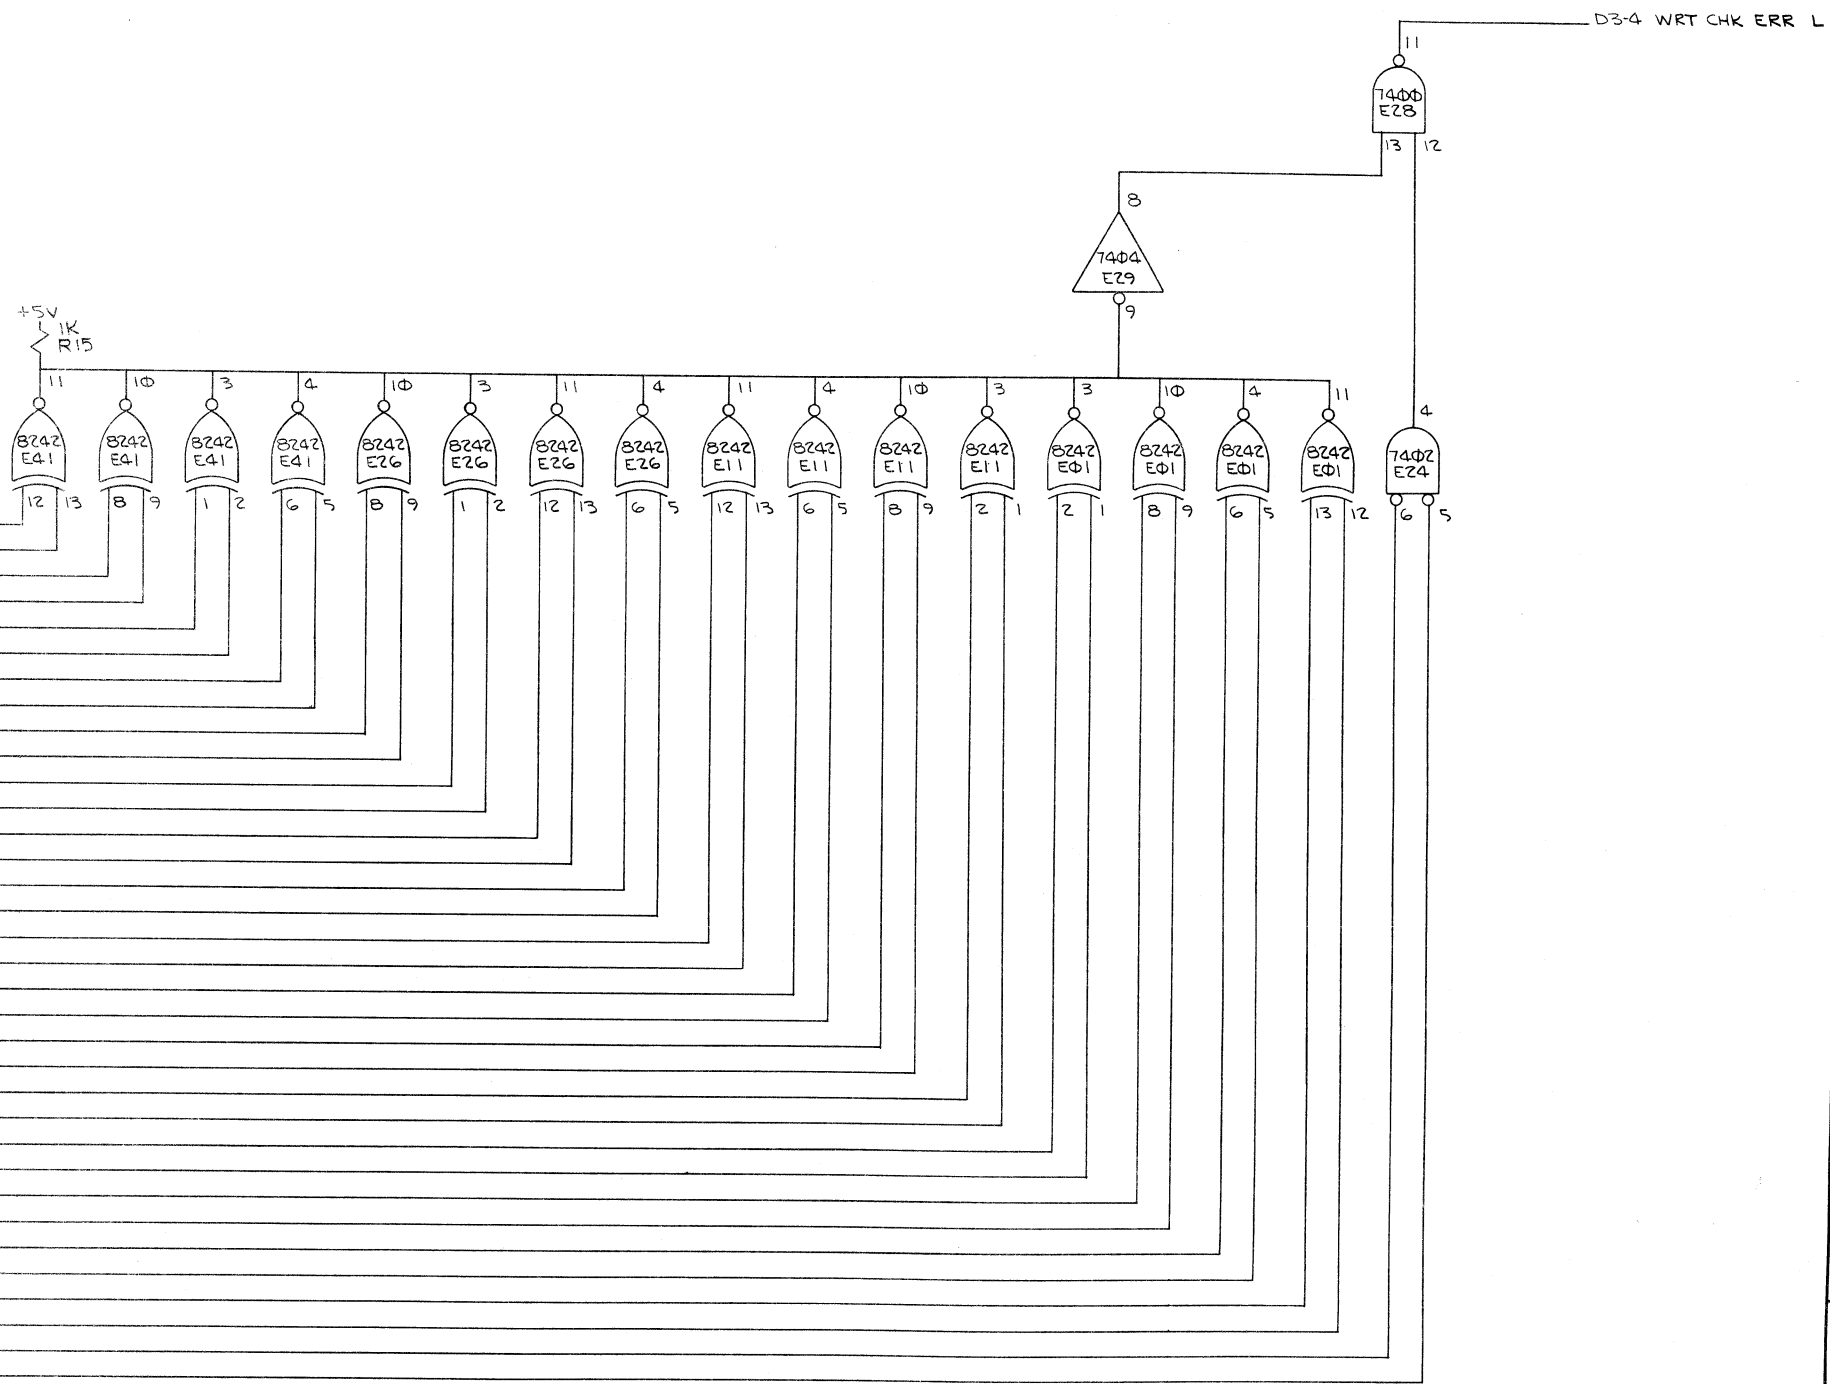 D3-4 WRT CHK ERR L
11
74ΦΦ
E28
13 12
8
74Φ4
E29
9
+5V
1K
R15
11 1Φ 3 4 1Φ 3 11 4 11 4 1Φ 3 3 1Φ 4 11 4
8242 8242 8242 8242 8242 8242 8242 8242 8242 8242 8242 8242 8242 8242 8242 8242 74Φ2
E41 E41 E41 E41 E26 E26 E26 E26 E11 E11 E11 E11 EΦ1 EΦ1 EΦ1 EΦ1 E24
12 13 8 9 1 2 6 5 8 9 1 2 12 13 6 5 12 13 6 5 8 9 2 1 2 1 8 9 6 5 13 12 6 5